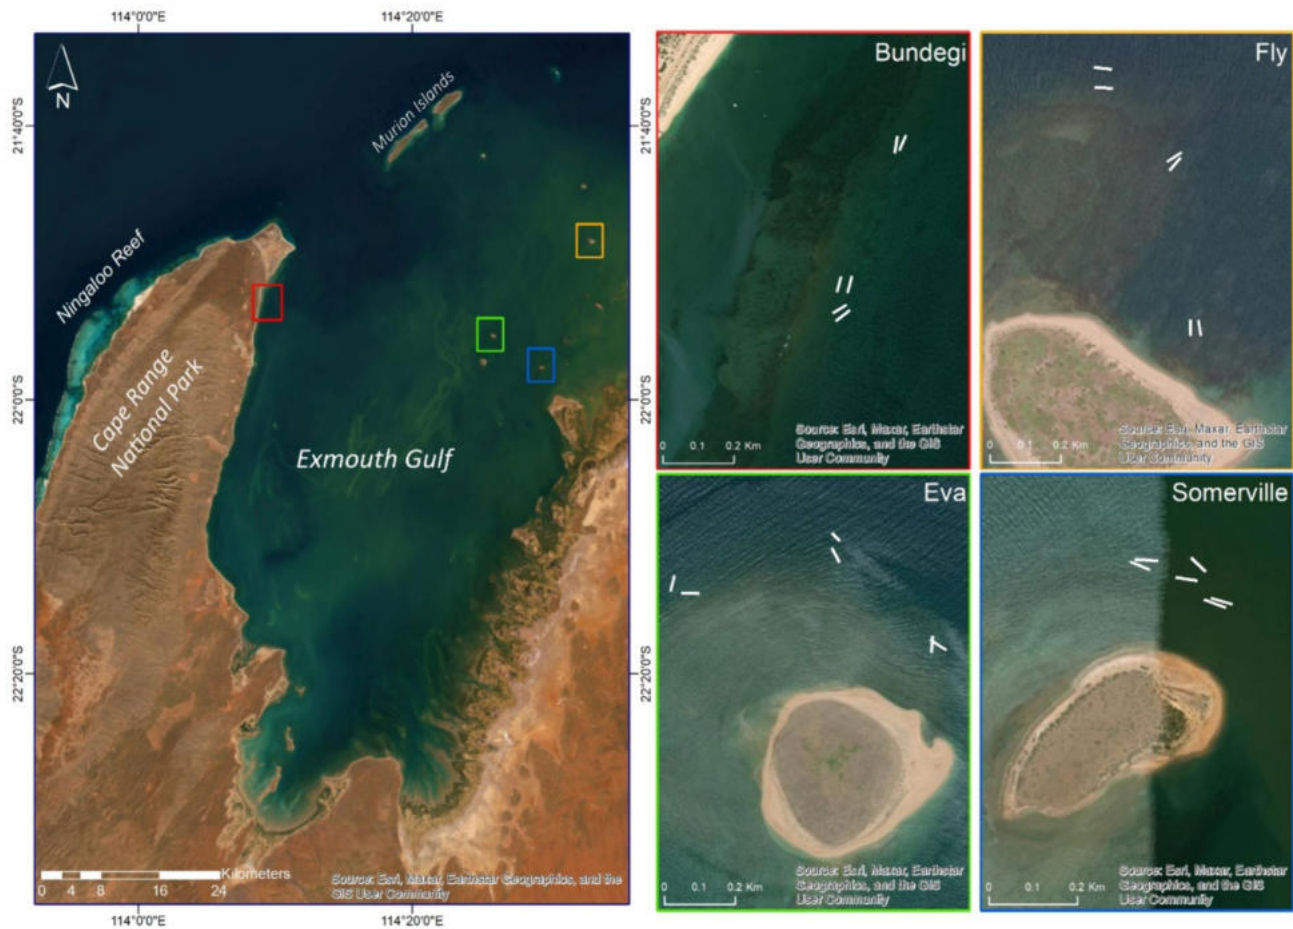 114°0'0"E
114°20'0"E
N
Murion Islands
21°40'0"S
21°40'0"S
Ningaloo Reef
Cape Range
National Park
22°0'0"S
22°0'0"S
Exmouth Gulf
22°20'0"S
22°20'0"S
Kilometers
0 4 8 16 24
Source: Esri, Maxar, Earthstar Geographics, and the
GIS User Community
114°0'0"E
114°20'0"E
Bundegi
0 0.1 0.2 Km
Source: Esri, Maxar, Earthstar
Geographics, and the GIS
User Community
Fly
0 0.1 0.2 Km
Source: Esri, Maxar, Earthstar
Geographics, and the GIS
User Community
Eva
0 0.1 0.2 Km
Source: Esri, Maxar, Earthstar
Geographics, and the GIS
User Community
Somerville
0 0.1 0.2 Km
Source: Esri, Maxar, Earthstar
Geographics, and the GIS
User Community